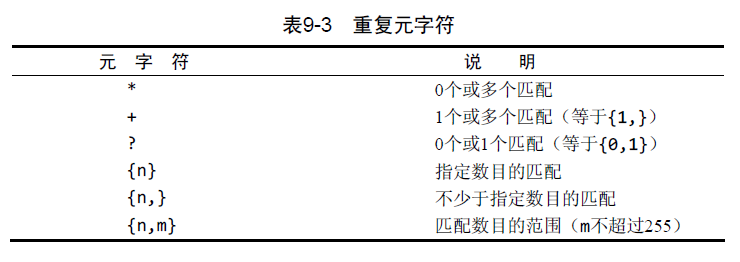 表9-3 重复元字符
元 字 符 说 明
* 0个或多个匹配
+ 1个或多个匹配（等于{1,}）
? 0个或1个匹配（等于{0,1}）
{n} 指定数目的匹配
{n,} 不少于指定数目的匹配
{n,m} 匹配数目的范围（m不超过255）